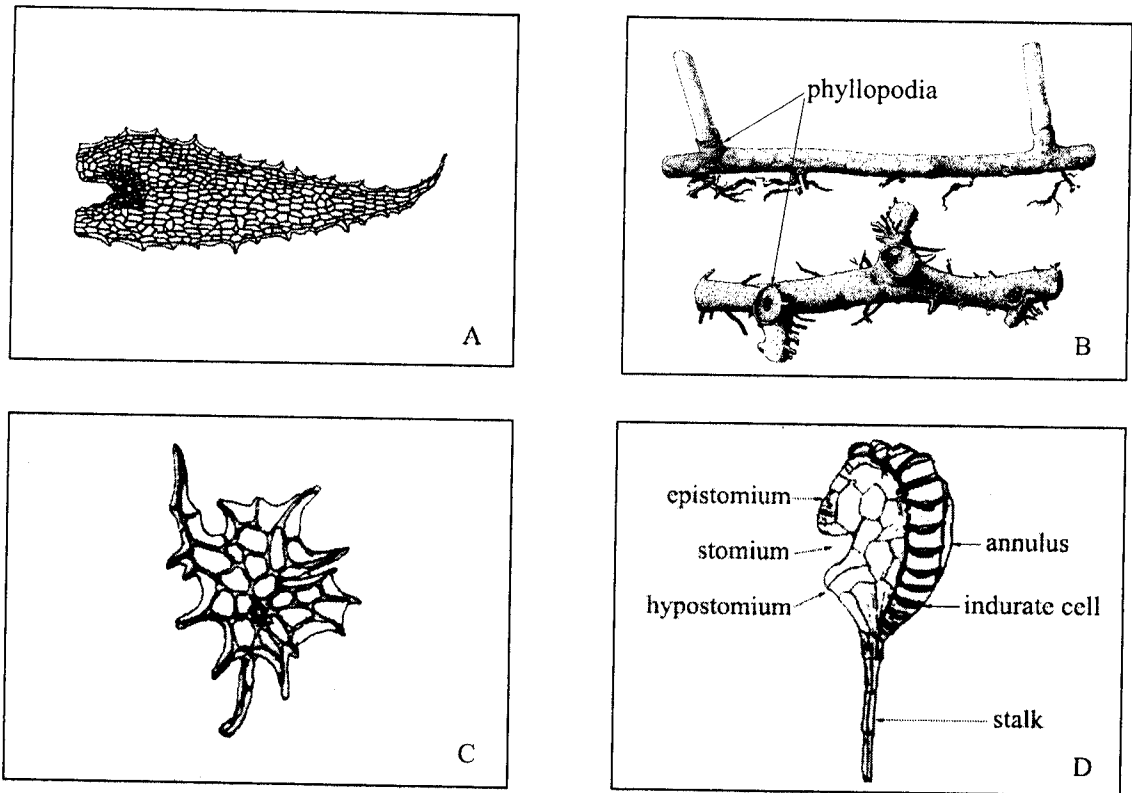 A
phyllopodia
B
C
epistomium
stomium
hypostomium
annulus
indurate cell
stalk
D